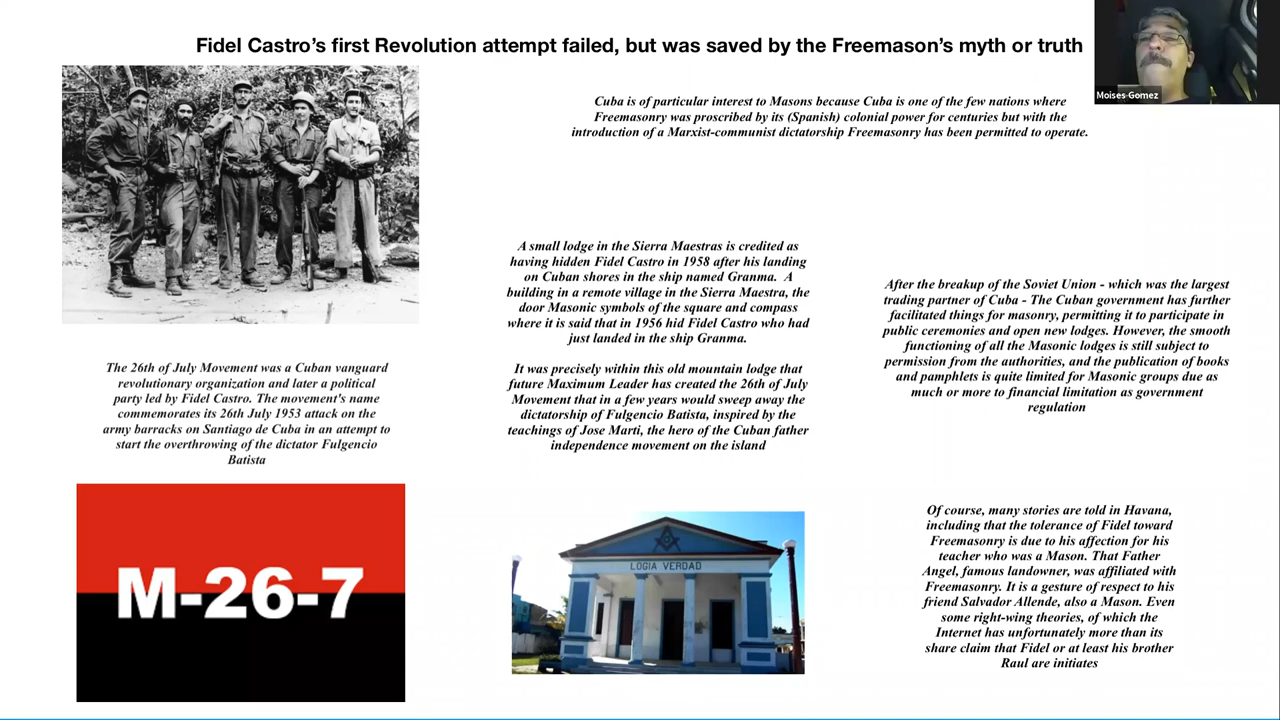 Fidel Castro's first Revolution attempt failed, but was saved by the Freemason's myth or truth
Moises Gomez
Cuba is of particular interest to Masons because Cuba is one of the few nations where
Freemasonry was proscribed by its (Spanish) colonial power for centuries but with the
introduction of a Marxist-communist dictatorship Freemasonry has been permitted to operate.
The 26th of July Movement was a Cuban vanguard
revolutionary organization and later a political
party led by Fidel Castro. The movement's name
commemorates its 26th July 1953 attack on the
army barracks on Santiago de Cuba in an attempt to
start the overthrowing of the dictator Fulgencio
Batista
M-26-7
A small lodge in the Sierra Maestras is credited as
having hidden Fidel Castro in 1958 after his landing
on Cuban shores in the ship named Granma. A
building in a remote village in the Sierra Maestra, the
door Masonic symbols of the square and compass
where it is said that in 1956 hid Fidel Castro who had
just landed in the ship Granma.
It was precisely within this old mountain lodge that
future Maximum Leader has created the 26th of July
Movement that in a few years would sweep away the
dictatorship of Fulgencio Batista, inspired by the
teachings of Jose Marti, the hero of the Cuban father
independence movement on the island
LOGIA VERDAD
After the breakup of the Soviet Union - which was the largest
trading partner of Cuba - The Cuban government has further
facilitated things for masonry, permitting it to participate in
public ceremonies and open new lodges. However, the smooth
functioning of all the Masonic lodges is still subject to
permission from the authorities, and the publication of books
and pamphlets is quite limited for Masonic groups due as
much or more to financial limitation as government
regulation
Of course, many stories are told in Havana,
including that the tolerance of Fidel toward
Freemasonry is due to his affection for his
teacher who was a Mason. That Father
Angel, famous landowner, was affiliated with
Freemasonry. It is a gesture of respect to his
friend Salvador Allende, also a Mason. Even
some right-wing theories, of which the
Internet has unfortunately more than its
share claim that Fidel or at least his brother
Raul are initiates